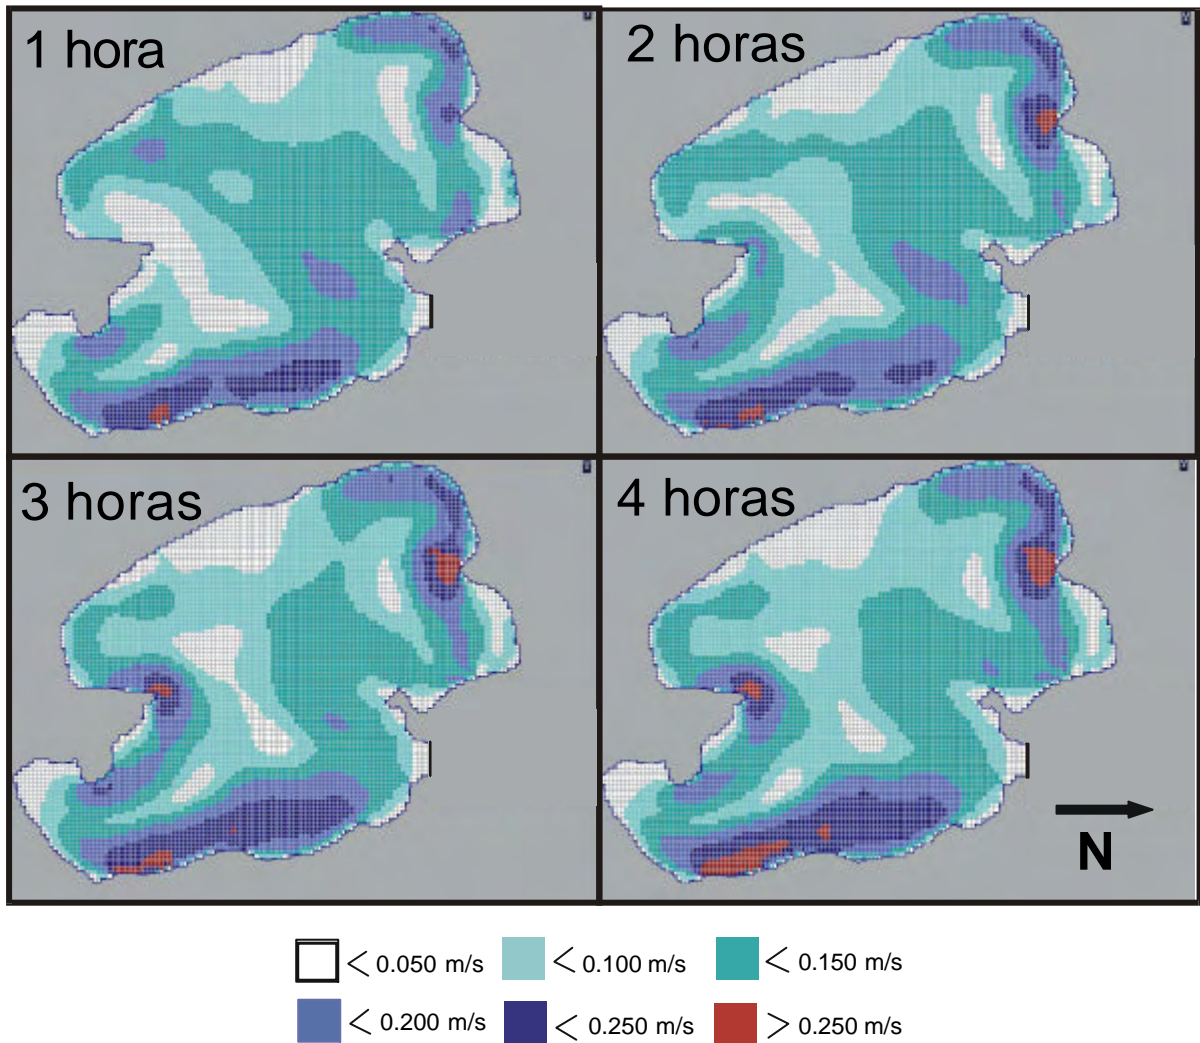 1 hora
2 horas
3 horas
4 horas
N
< 0.050 m/s
< 0.100 m/s
< 0.150 m/s
< 0.200 m/s
< 0.250 m/s
> 0.250 m/s